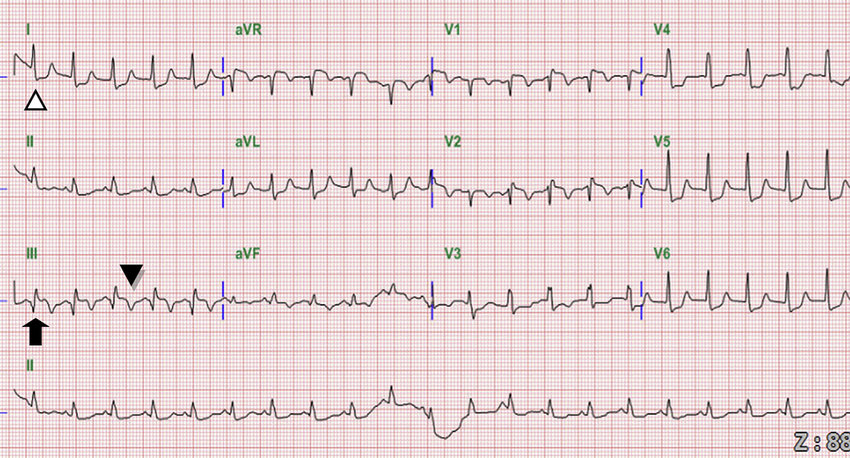 I aVR V1 V4
II aVL V2 V5
III aVF V3 V6
II
Z:88